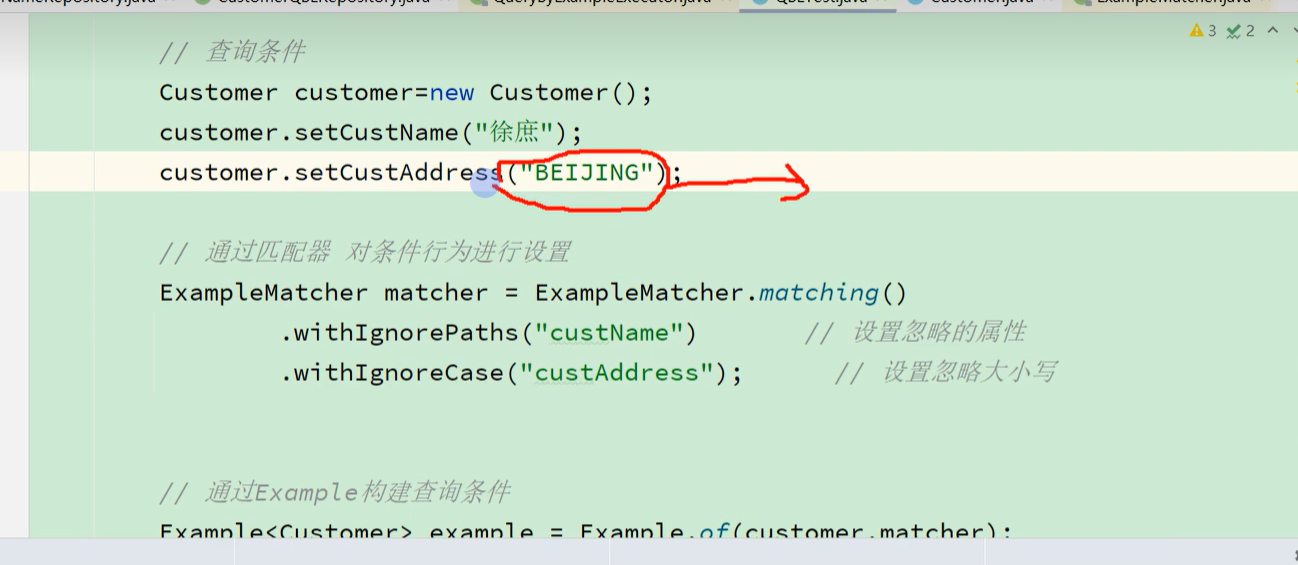 CustomerQBERepository.java QueryByExampleExecutor.java QBETest.java Customer.java ExampleMatcher.java
3 2
// 查询条件
Customer customer=new Customer();
customer.setCustName("徐庶");
customer.setCustAddress("BEIJING");
// 通过匹配器 对条件行为进行设置
ExampleMatcher matcher = ExampleMatcher.matching()
.withIgnorePaths("custName") // 设置忽略的属性
.withIgnoreCase("custAddress"); // 设置忽略大小写
// 通过Example构建查询条件
Example<Customer> example = Example.of(customer,matcher);